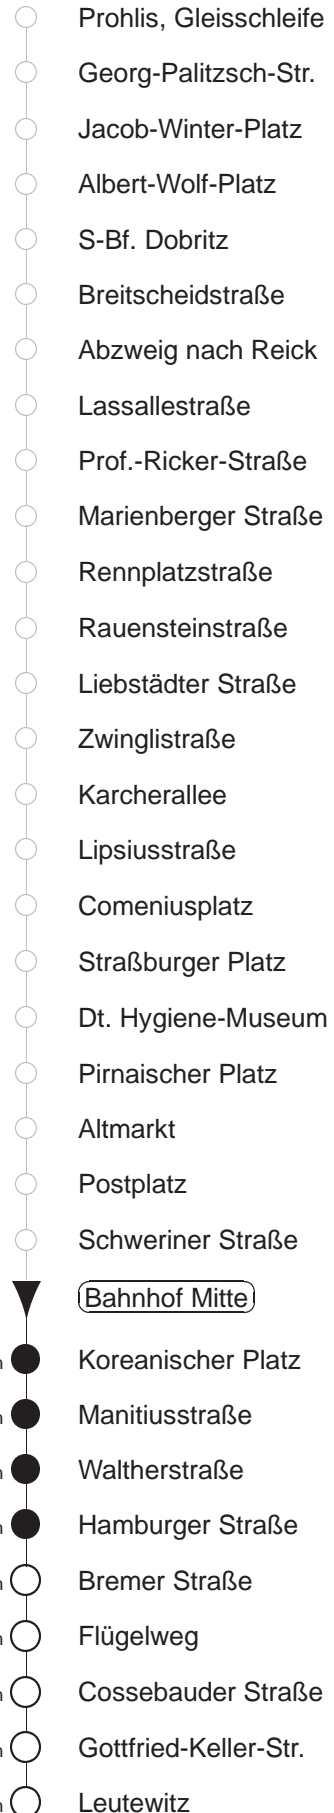 Prohlis, Gleisschleife
Georg-Palitzsch-Str.
Jacob-Winter-Platz
Albert-Wolf-Platz
S-Bf. Dobritz
Breitscheidstraße
Abzweig nach Reick
Lassallestraße
Prof.-Ricker-Straße
Marienberger Straße
Rennplatzstraße
Rauensteinstraße
Liebstädter Straße
Zwinglistraße
Karcherallee
Lipsiusstraße
Comeniusplatz
Straßburger Platz
Dt. Hygiene-Museum
Pirnaischer Platz
Altmarkt
Postplatz
Schweriner Straße
Bahnhof Mitte
Koreanischer Platz
Manitiusstraße
Waltherstraße
Hamburger Straße
Bremer Straße
Flügelweg
Cossebauder Straße
Gottfried-Keller-Str.
Leutewitz